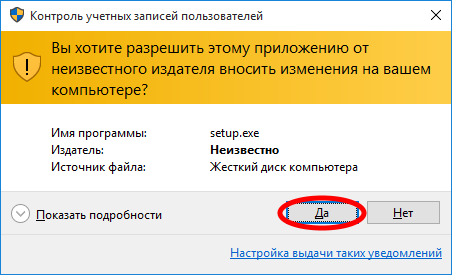 Контроль учетных записей пользователей
Вы хотите разрешить этому приложению от
неизвестного издателя вносить изменения на вашем
компьютере?
Имя программы: setup.exe
Издатель: Неизвестно
Источник файла: Жесткий диск компьютера
Показать подробности Да Нет
Настройка выдачи таких уведомлений